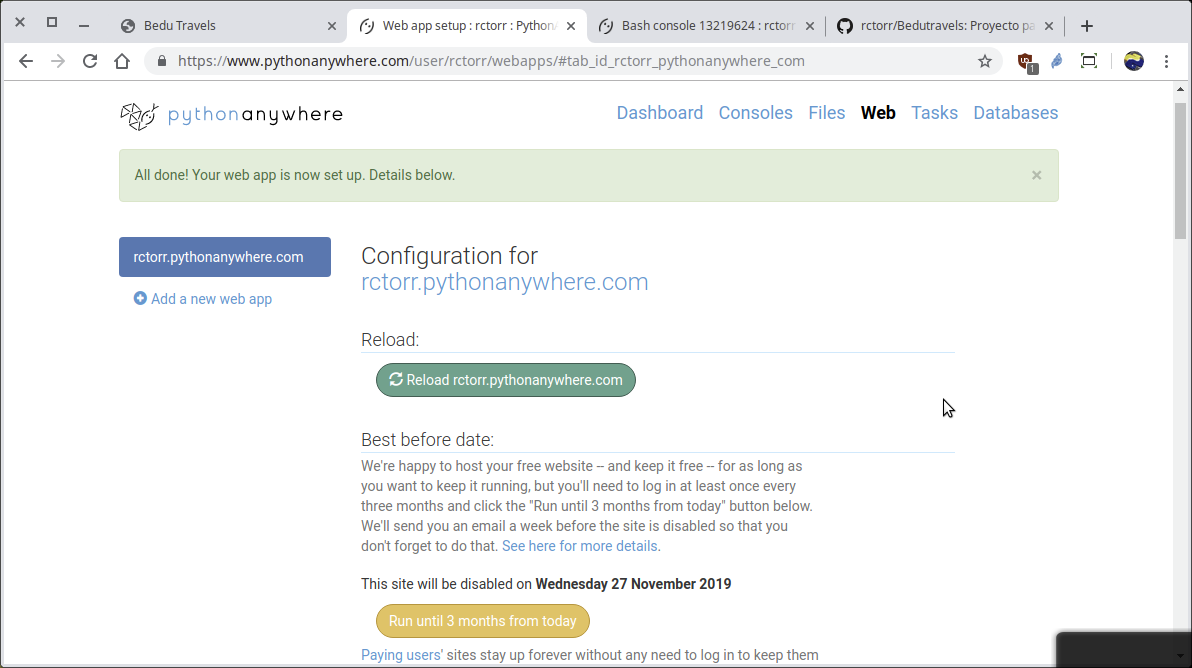 Bedu Travels
Web app setup : rctorr : Python
Bash console 13219624 : rctorr
rctorr/Bedutravels: Proyecto pa
https://www.pythonanywhere.com/user/rctorr/webapps/#tab_id_rctorr_pythonanywhere_com
1
pythonanywhere
Dashboard Consoles Files Web Tasks Databases
All done! Your web app is now set up. Details below.
×
rctorr.pythonanywhere.com
Add a new web app
Configuration for
rctorr.pythonanywhere.com
Reload:
Reload rctorr.pythonanywhere.com
Best before date:
We're happy to host your free website -- and keep it free -- for as long as
you want to keep it running, but you'll need to log in at least once every
three months and click the "Run until 3 months from today" button below.
We'll send you an email a week before the site is disabled so that you
don't forget to do that. See here for more details.
This site will be disabled on Wednesday 27 November 2019
Run until 3 months from today
Paying users' sites stay up forever without any need to log in to keep them